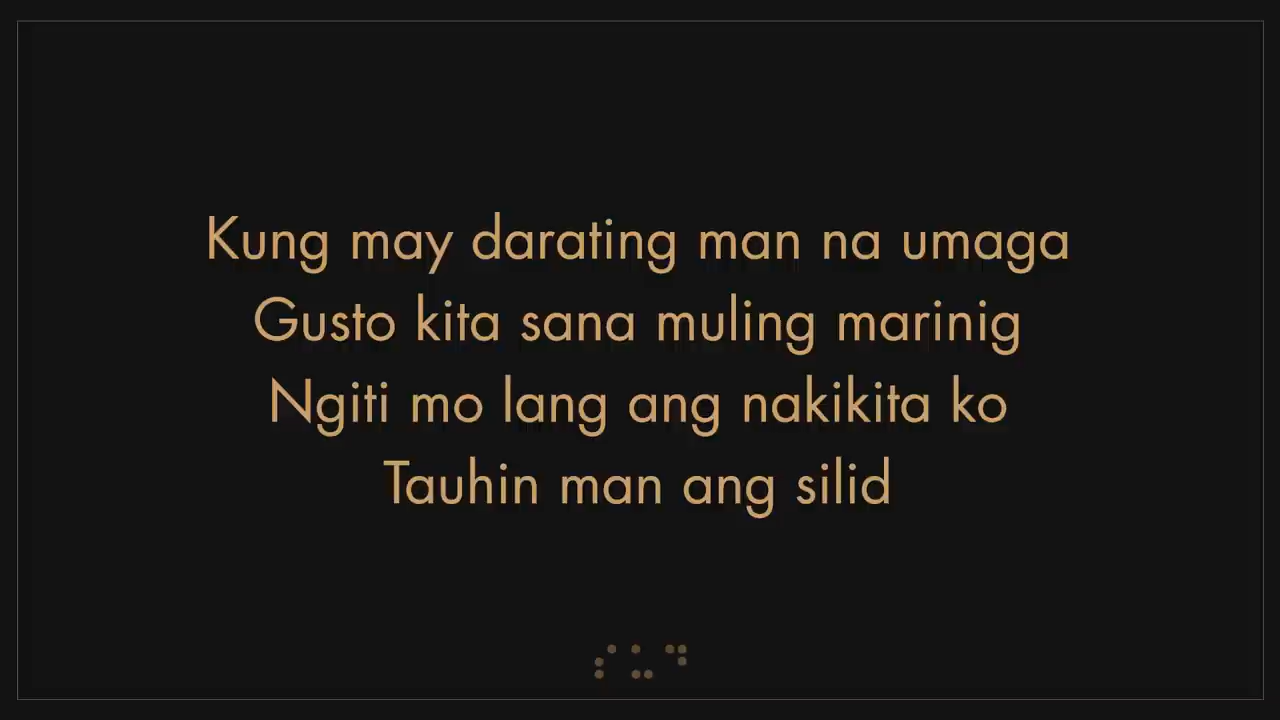 Kung may darating man na umaga
Gusto kita sana muling marinig
Ngiti mo lang ang nakikita ko
Tauhin man ang silid
⠎⠥⠙